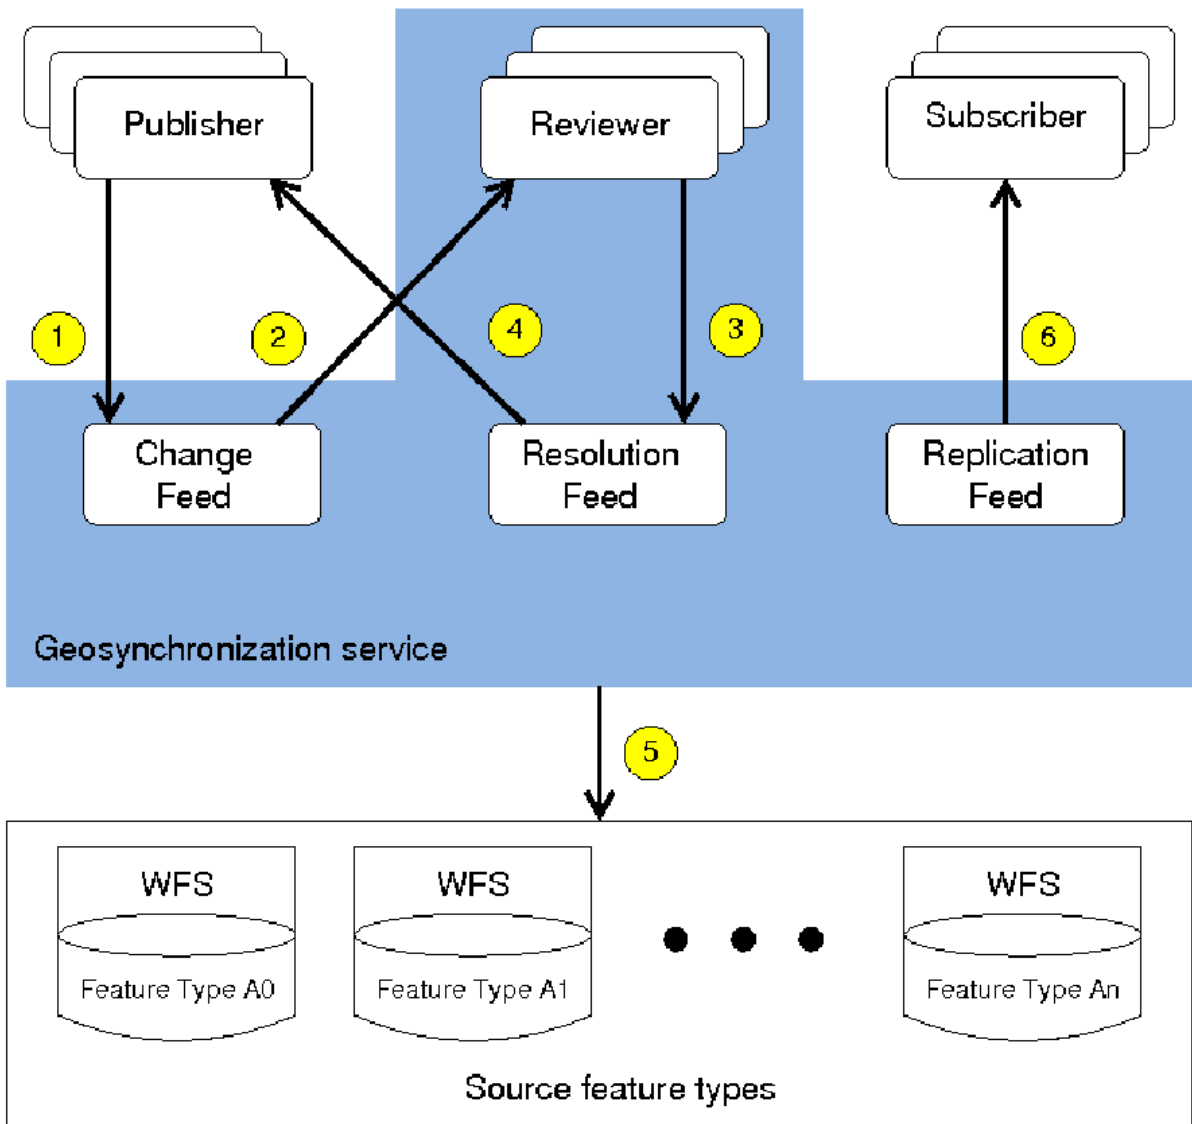 Publisher
Reviewer
Subscriber
1
2
4
3
6
Change
Feed
Resolution
Feed
Replication
Feed
Geosynchronization service
5
WFS
Feature Type A0
WFS
Feature Type A1
WFS
Feature Type An
Source feature types